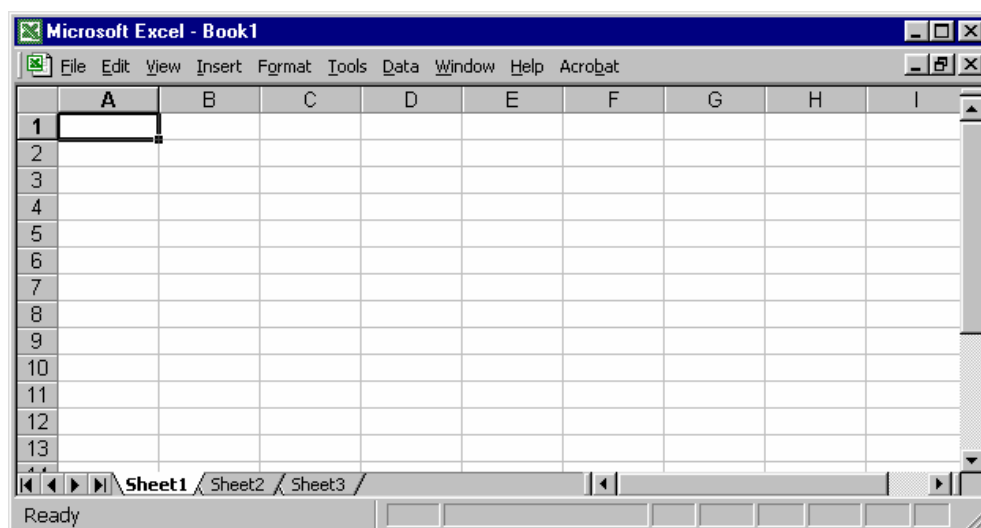 Microsoft Excel - Book1
File Edit View Insert Format Tools Data Window Help Acrobat
A B C D E F G H I
1
2
3
4
5
6
7
8
9
10
11
12
13
14
Sheet1 Sheet2 Sheet3
Ready